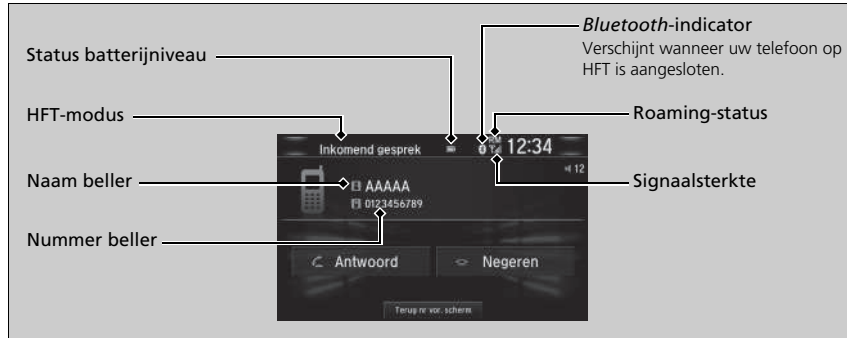 Bluetooth-indicator
Verschijnt wanneer uw telefoon op
HFT is aangesloten.
Status batterijniveau
HFT-modus
Roaming-status
Inkomend gesprek
12:34
12
Naam beller
AAAAA
Signaalsterkte
0123456789
Nummer beller
Antwoord
Negeren
Terug nr vor. scherm